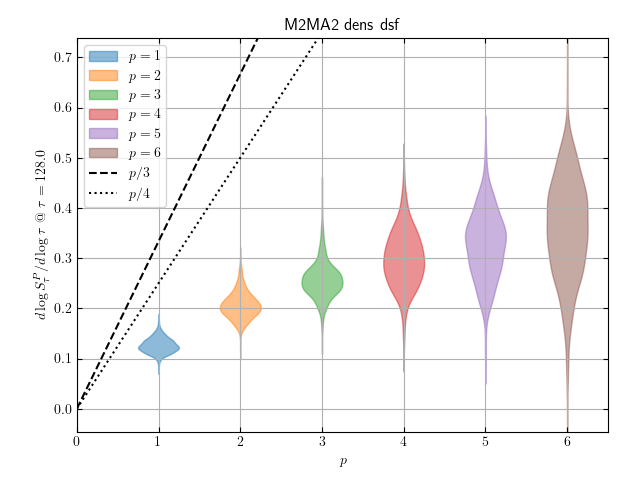 M2MA2 dens dsf
d log S_τ^P / d log τ @ τ = 128.0
0.7
0.6
0.5
0.4
0.3
0.2
0.1
0.0
p = 1
p = 2
p = 3
p = 4
p = 5
p = 6
p/3
p/4
0 1 2 3 4 5 6
p